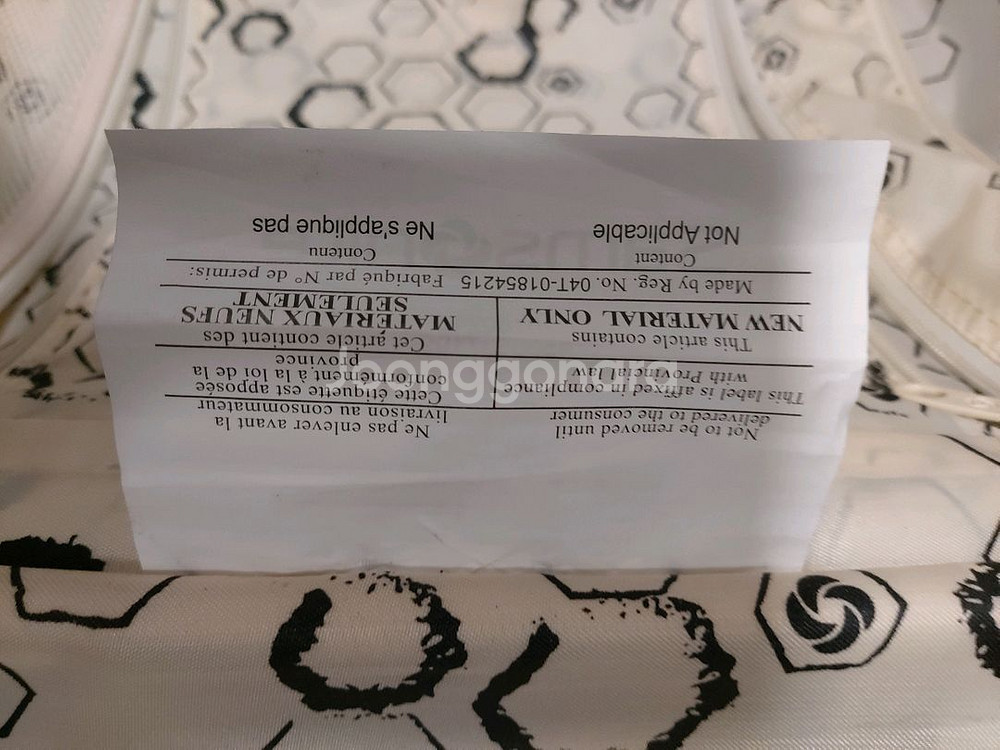 Not to be removed until
delivered to the consumer
Ne pas enlever avant la
livraison au consommateur
This label is affixed in compliance
with Provincial law
Cette étiquette est apposée
conformément à la loi de la
province
This article contains
NEW MATERIAL ONLY
Cet article contient des
MATÉRIAUX NEUFS
SEULEMENT
Made by Reg. No. 04T-01854215 Fabriqué par N° de permis:
Content
Not Applicable
Contenu
Ne s'applique pas
Joonggonara